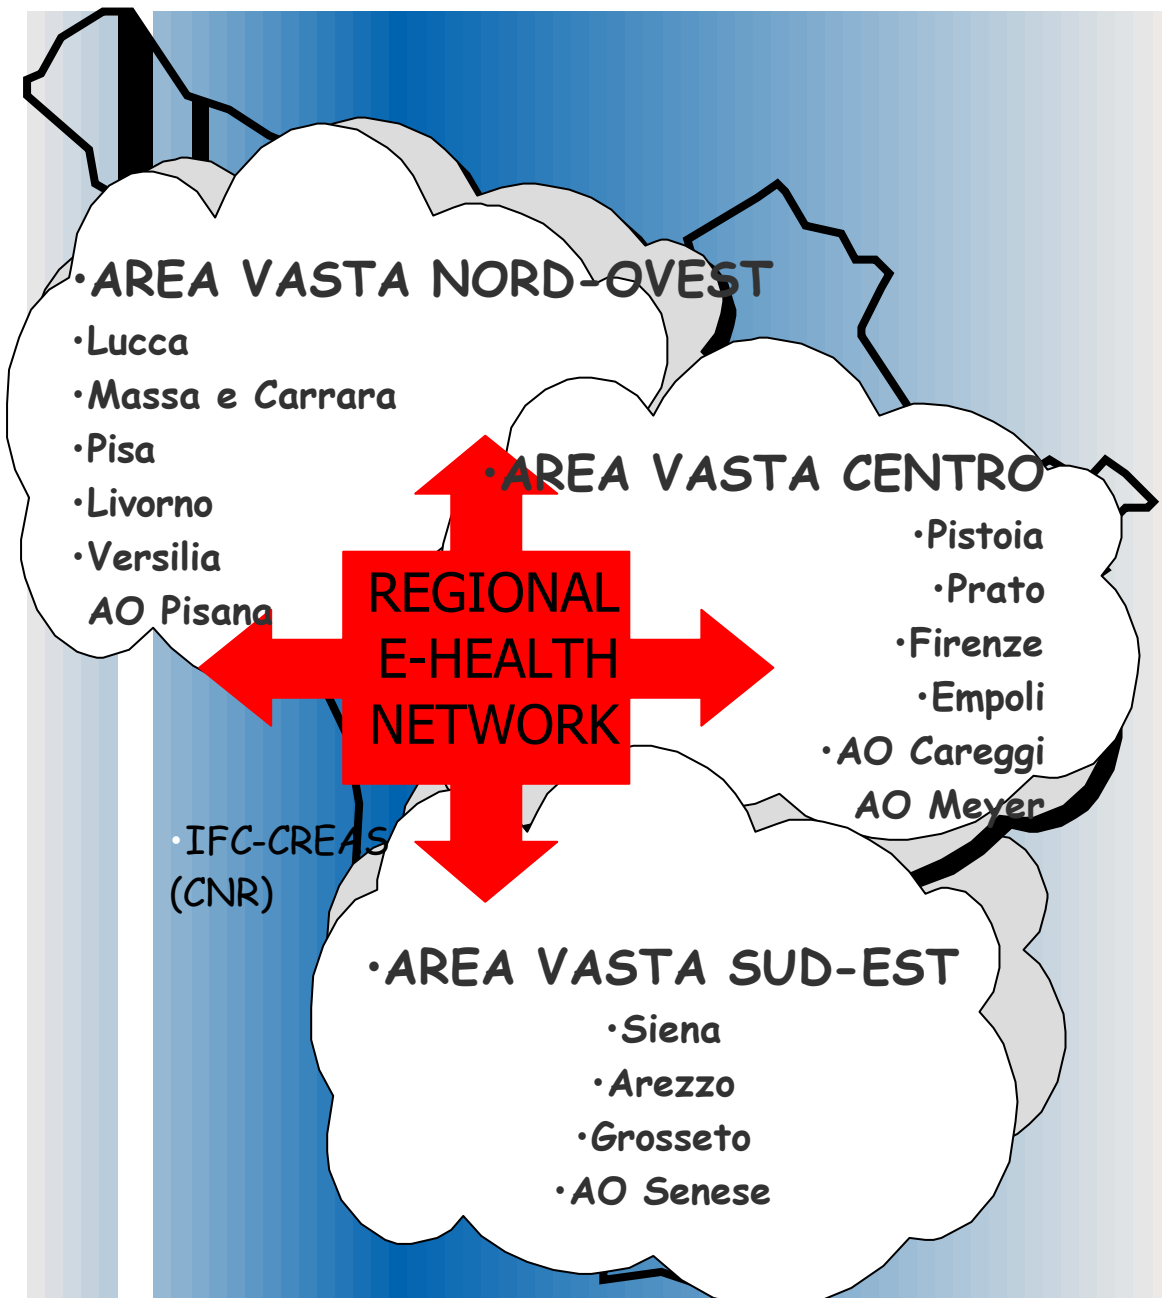 •AREA VASTA NORD-OVEST
•Lucca
•Massa e Carrara
•Pisa
•Livorno
•Versilia
AO Pisana
•AREA VASTA CENTRO
•Pistoia
•Prato
•Firenze
•Empoli
•AO Careggi
AO Meyer
REGIONAL
E-HEALTH
NETWORK
•IFC-CREAS
(CNR)
•AREA VASTA SUD-EST
•Siena
•Arezzo
•Grosseto
•AO Senese